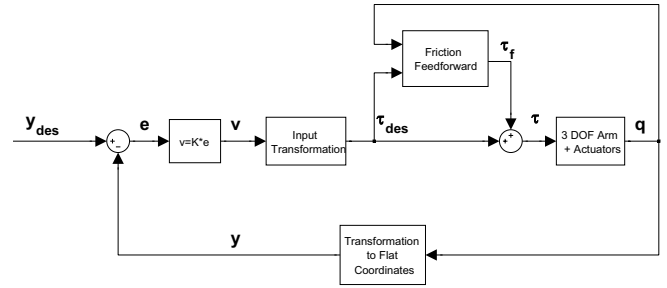 Friction
Feedforward
τf
ydes
e
v=K*e
v
Input
Transformation
τdes
τ
3 DOF Arm
+ Actuators
q
+
−
+
+
y
Transformation
to Flat
Coordinates